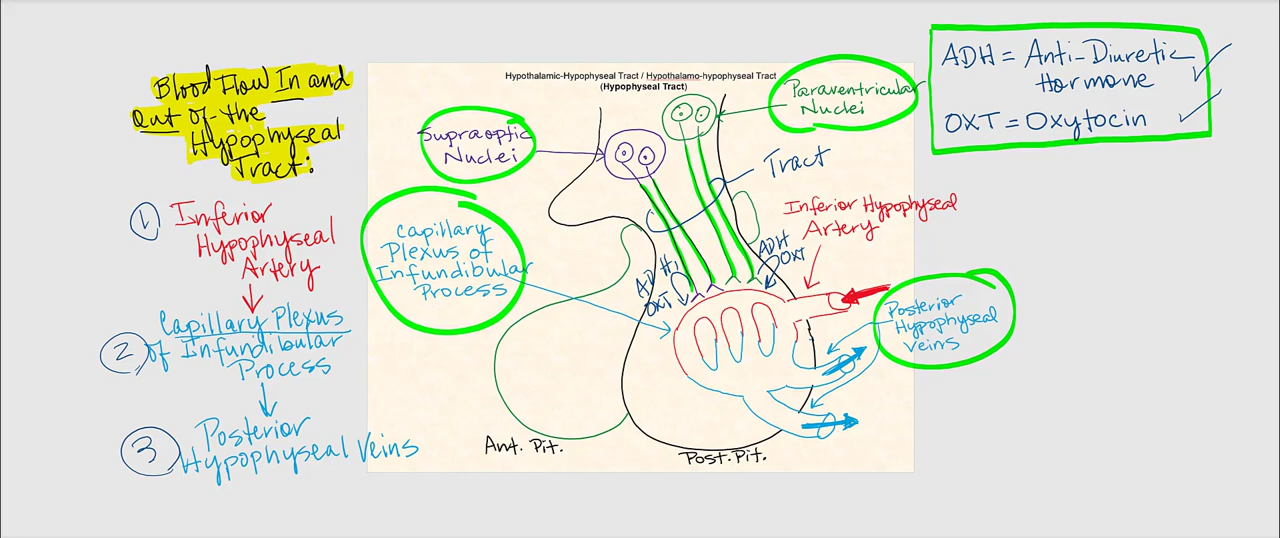 Blood Flow In and
Out of the
Hypophyseal
Tract:
1 Inferior
Hypophyseal
Artery
2 Capillary Plexus
of Infundibular
Process
3 Posterior
Hypophyseal Veins
Hypothalamic-Hypophyseal Tract / Hypothalamo-hypophyseal Tract
(Hypophyseal Tract)
Supraoptic
Nuclei
Paraventricular
Nuclei
Tract
Capillary
Plexus of
Infundibular
Process
ADH,
OXT
ADH
OXT
Inferior Hypophyseal
Artery
Posterior
Hypophyseal
Veins
Ant. Pit.
Post. Pit.
ADH = Anti-Diuretic
Hormone
OXT = Oxytocin